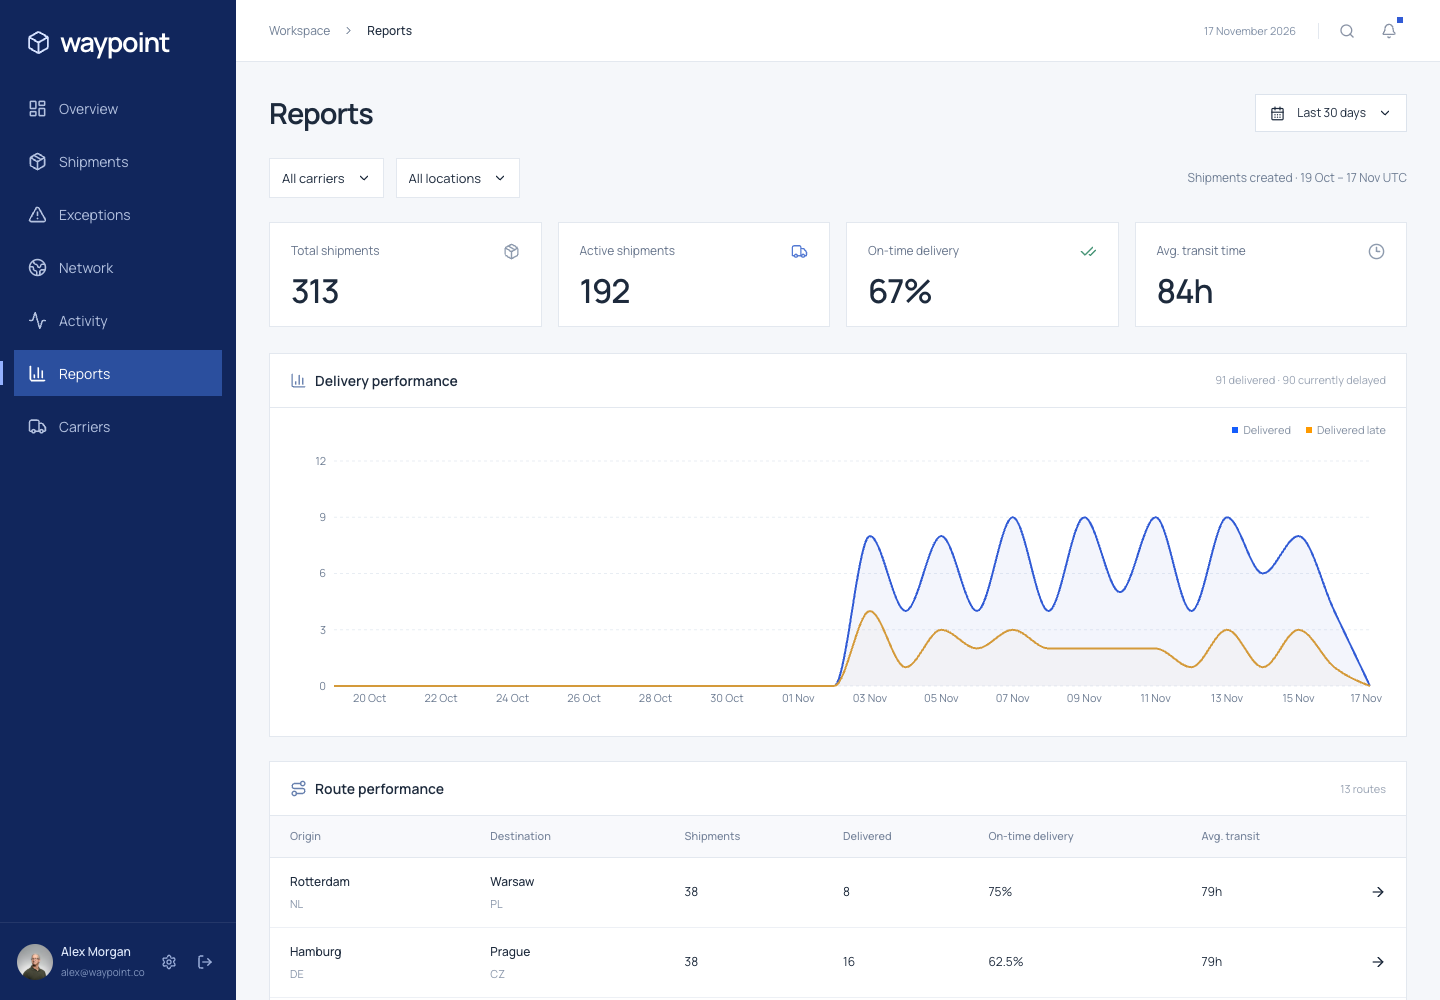 waypoint
Overview
Shipments
Exceptions
Network
Activity
Reports
Carriers
Alex Morgan
alex@waypoint.co
Workspace > Reports
17 November 2026
Reports
Last 30 days
All carriers
All locations
Shipments created · 19 Oct – 17 Nov UTC
Total shipments
313
Active shipments
192
On-time delivery
67%
Avg. transit time
84h
Delivery performance
91 delivered · 90 currently delayed
Delivered
Delivered late
12
9
6
3
0
20 Oct 22 Oct 24 Oct 26 Oct 28 Oct 30 Oct 01 Nov 03 Nov 05 Nov 07 Nov 09 Nov 11 Nov 13 Nov 15 Nov 17 Nov
Route performance
13 routes
Origin Destination Shipments Delivered On-time delivery Avg. transit
Rotterdam Warsaw 38 8 75% 79h
NL PL
Hamburg Prague 38 16 62.5% 79h
DE CZ